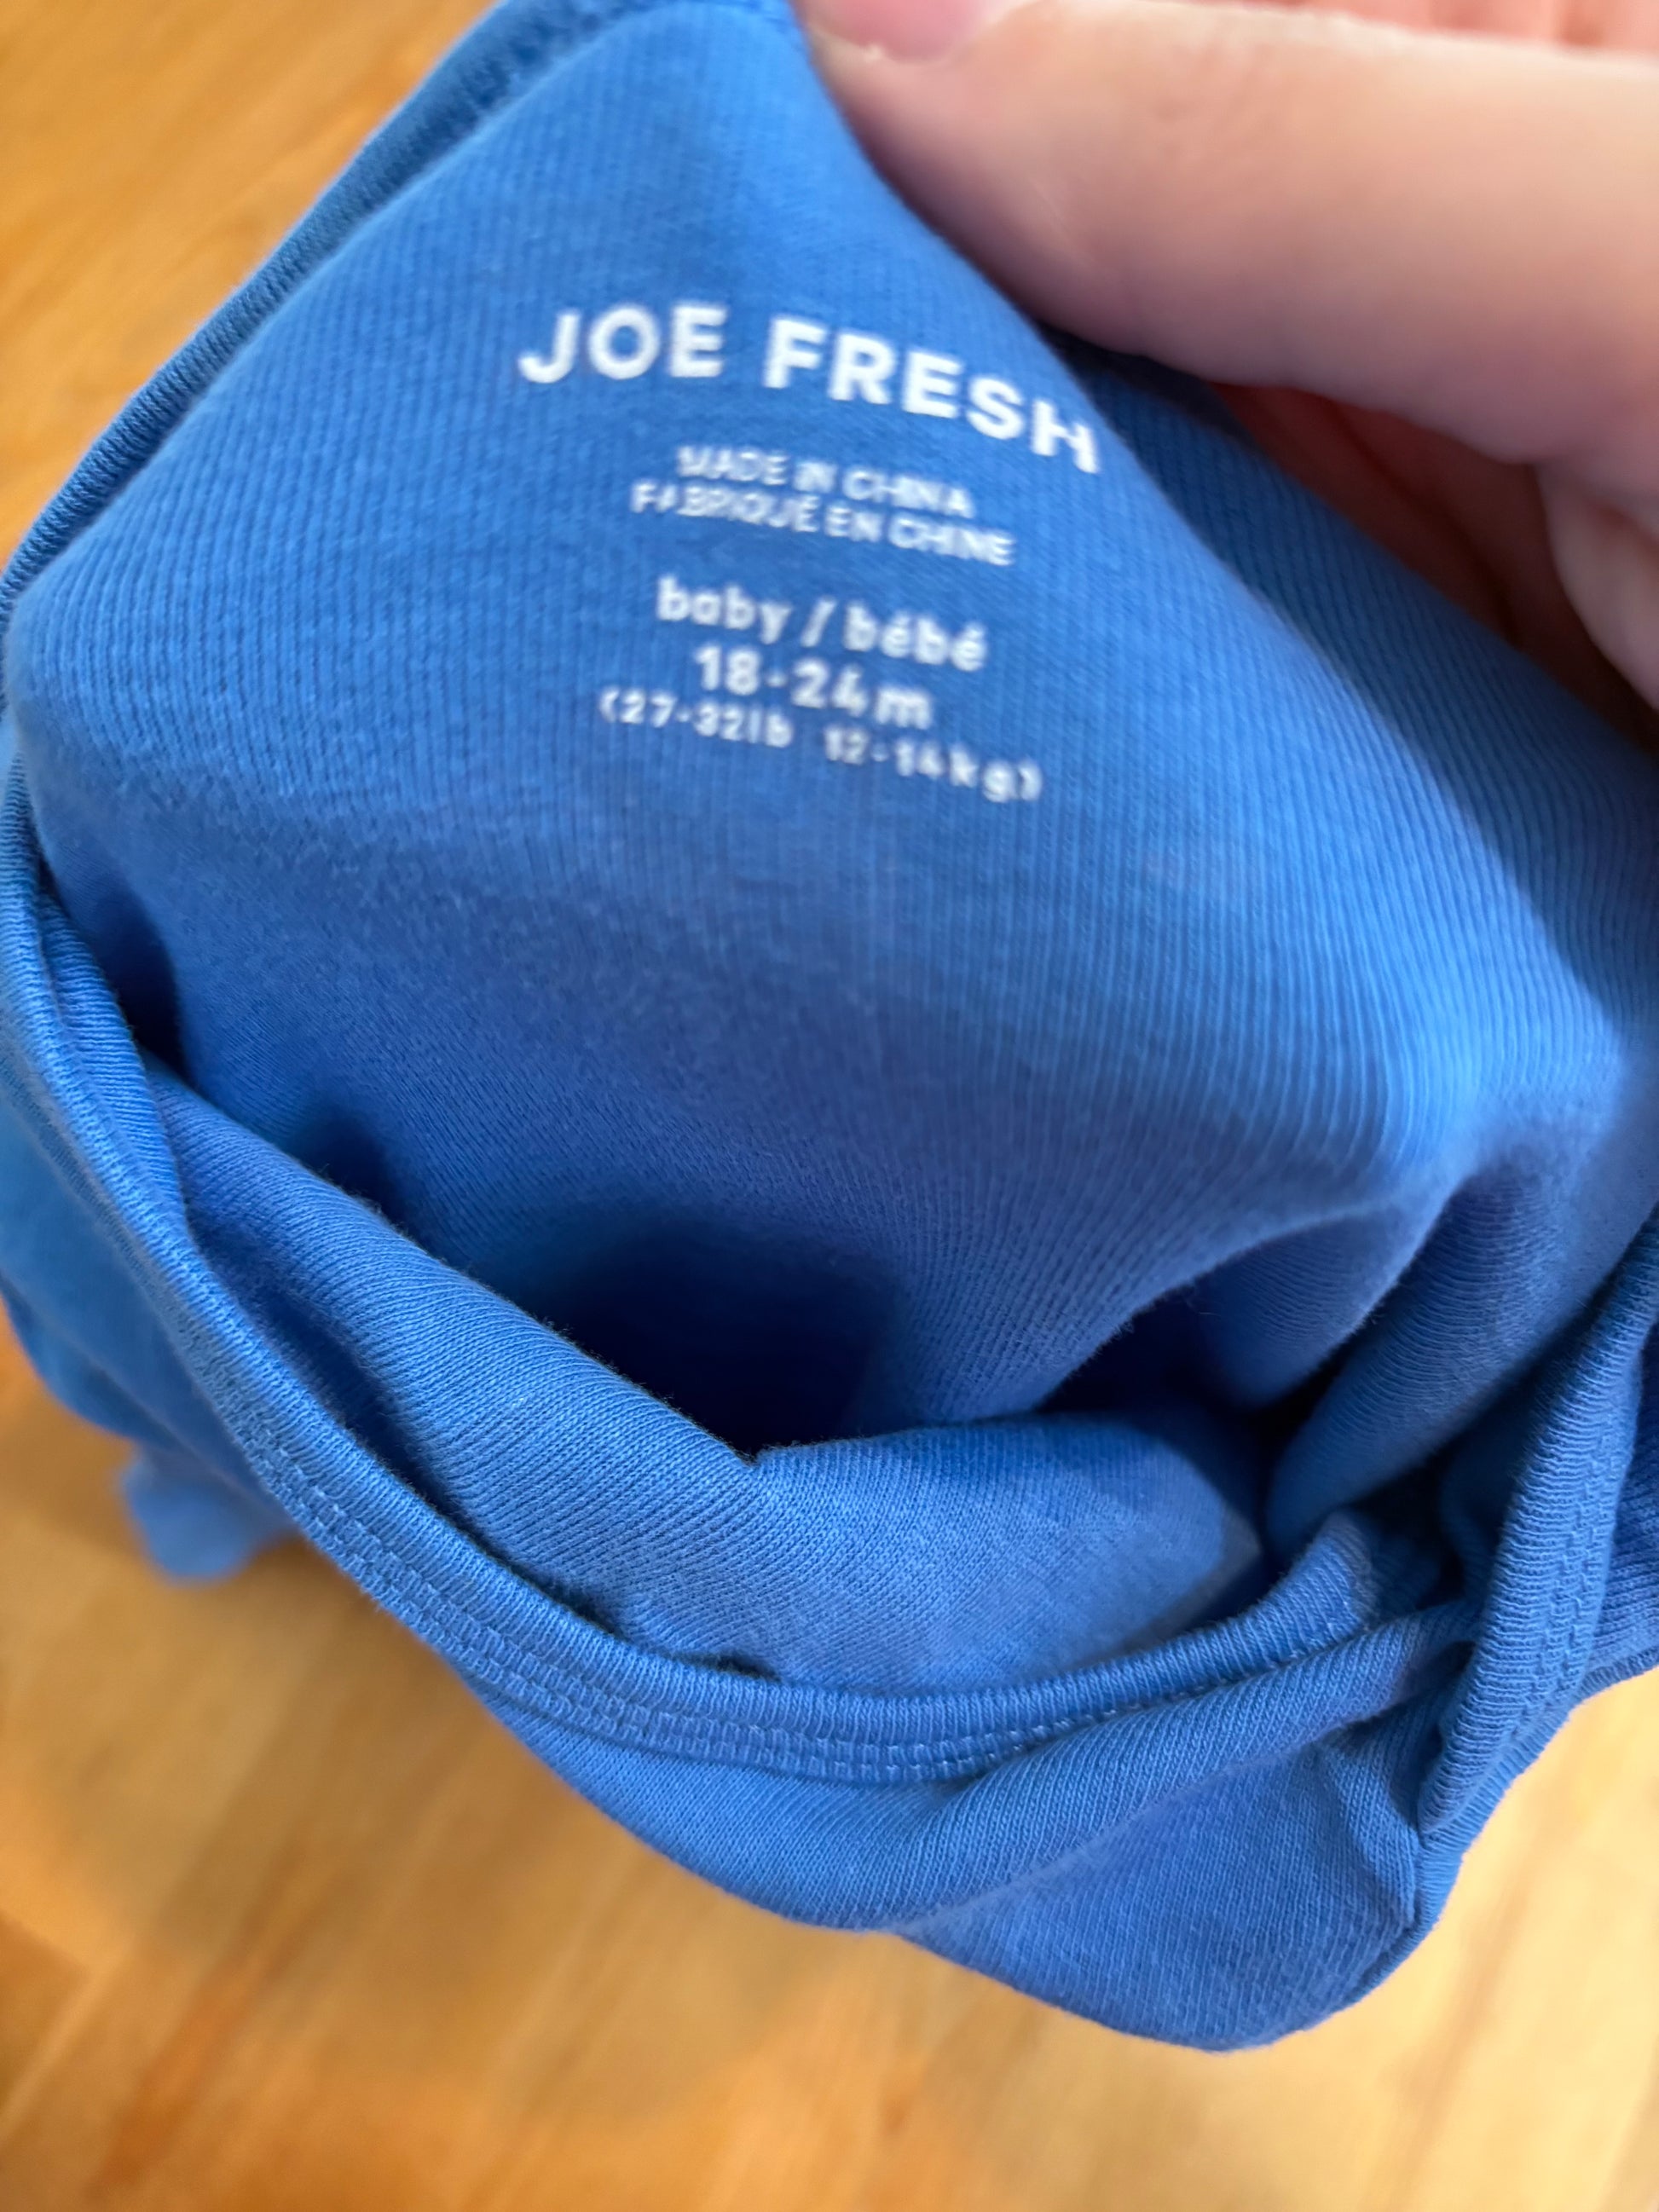 JOE FRESH
MADE IN CHINA
FABRIQUÉ EN CHINE
baby / bébé
18-24m
(27-32lb 12-14kg)